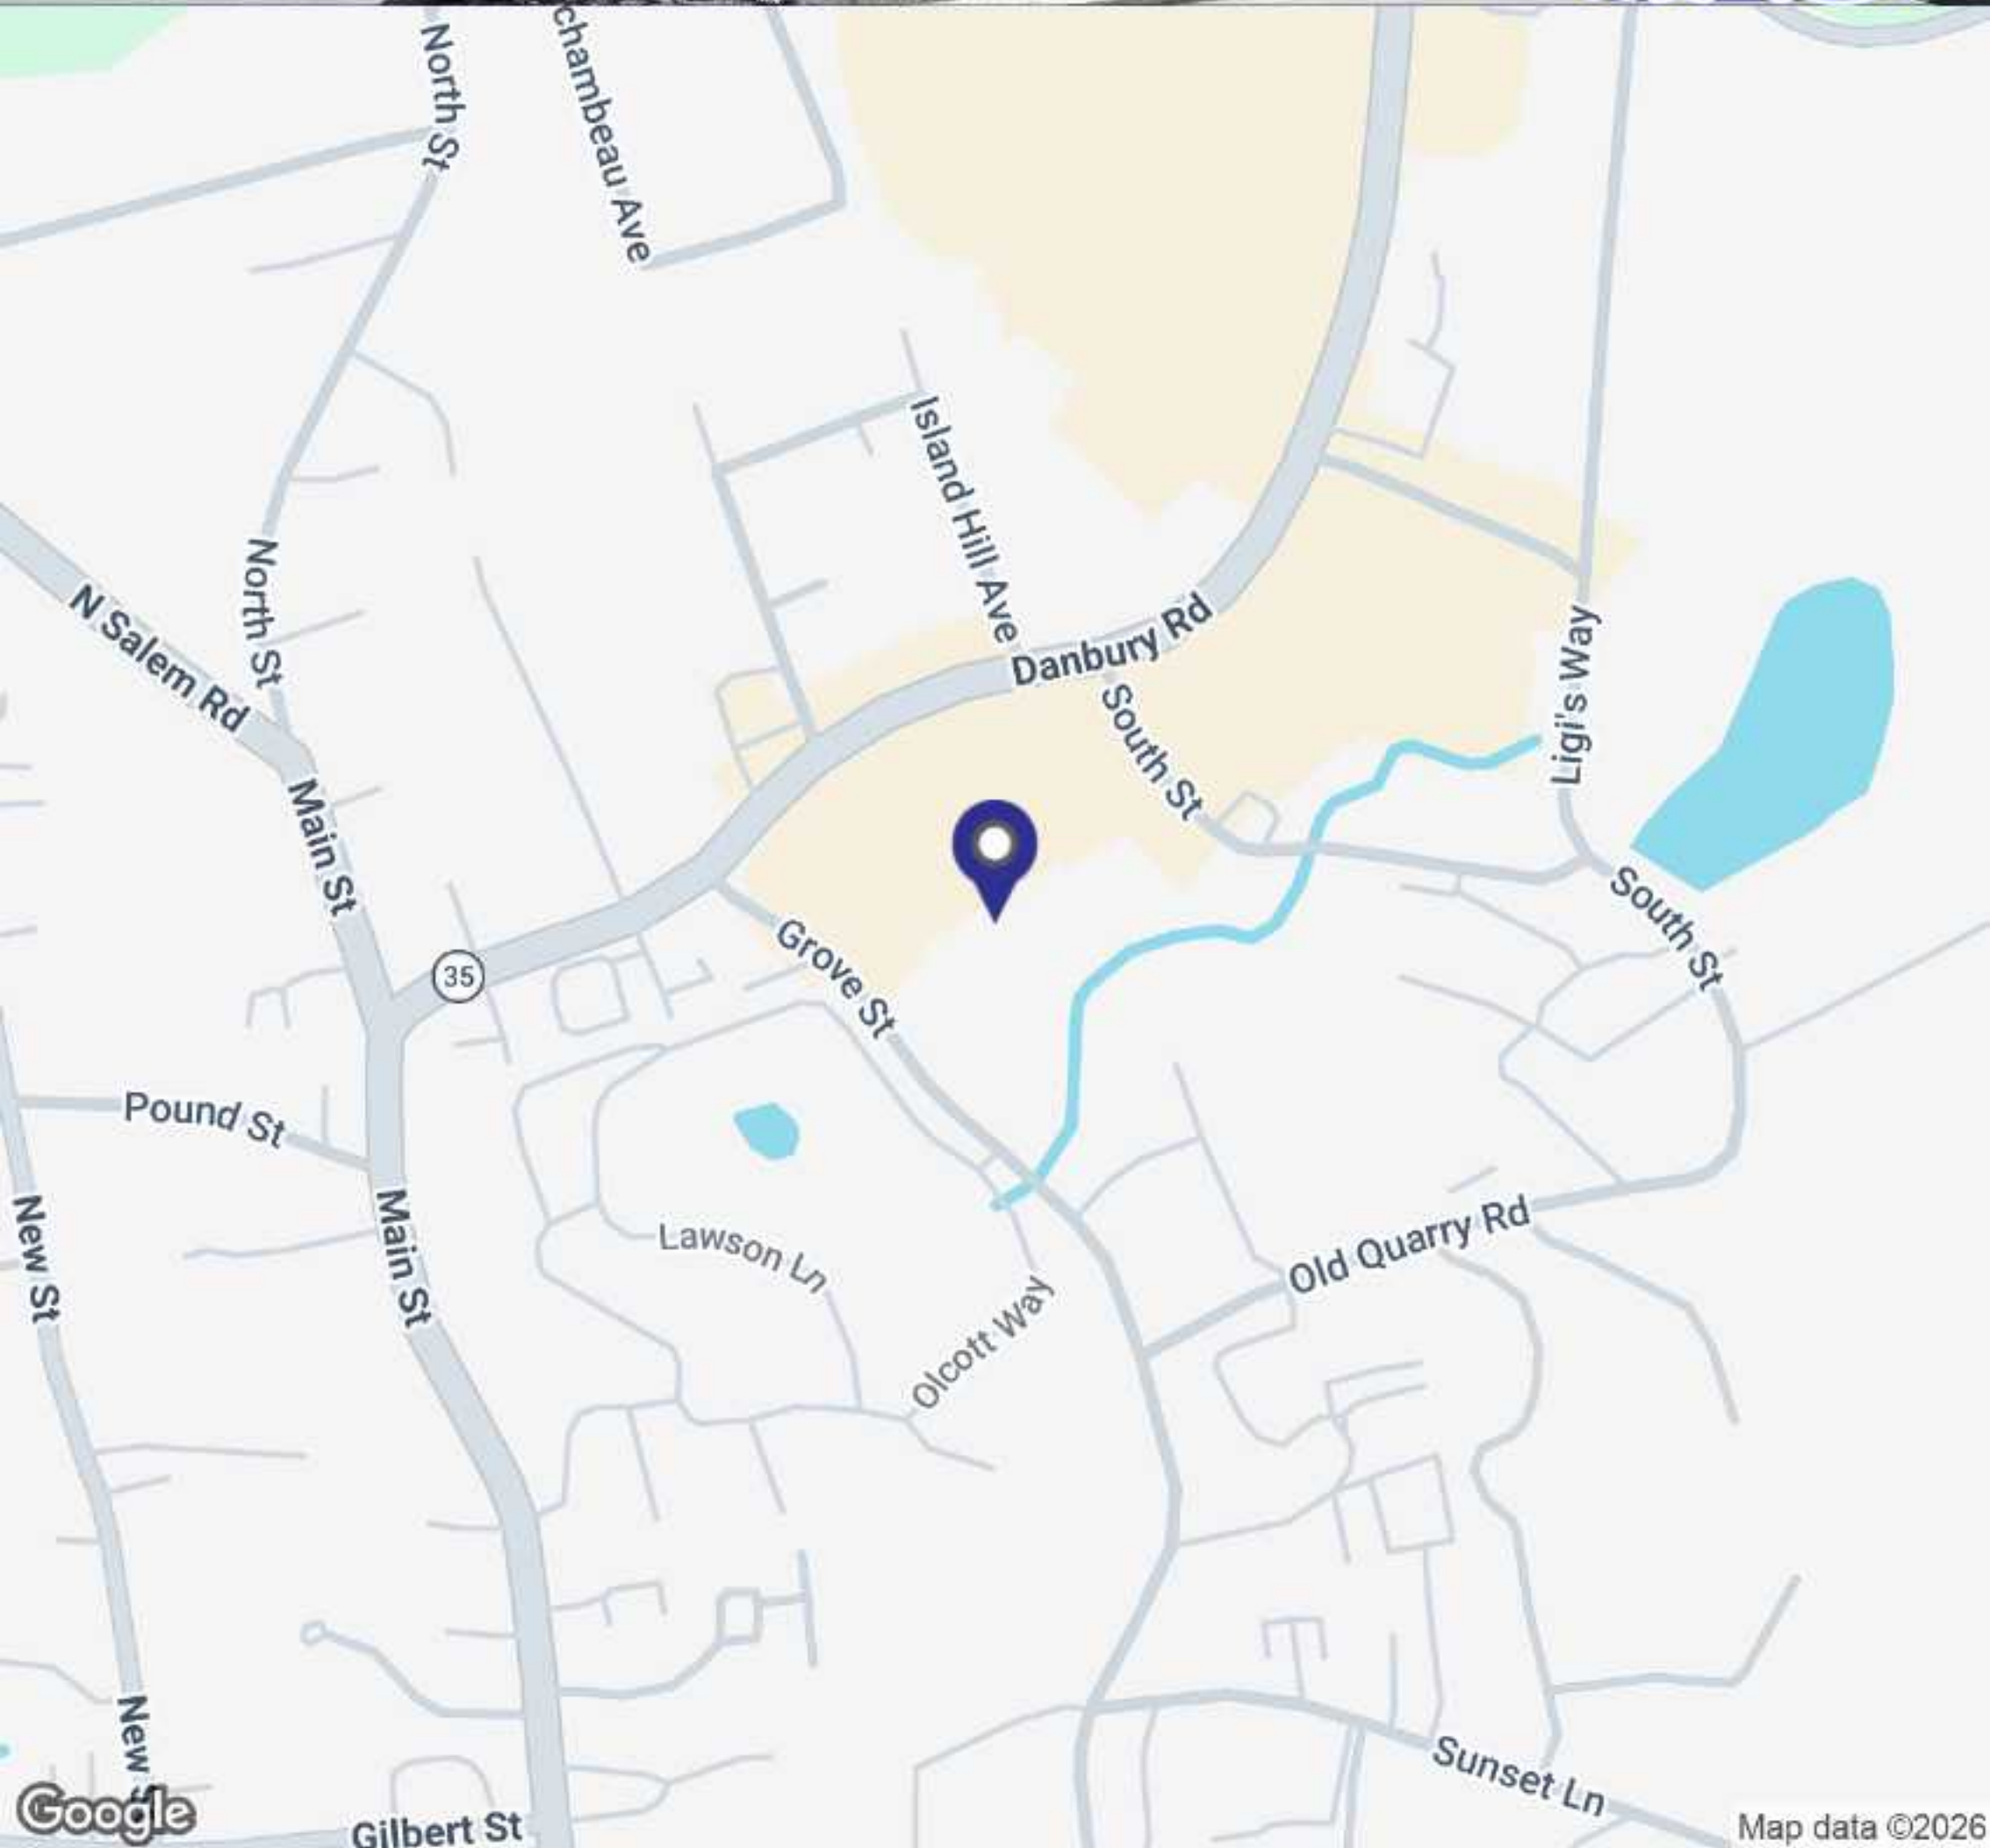 North St
chambeau Ave
Island Hill Ave
N Salem Rd
North St
Danbury Rd
South St
Ligi's Way
Main St
Grove St
South St
35
Pound St
Main St
New St
Lawson Ln
Olcott Way
Old Quarry Rd
New
Sunset Ln
Google
Gilbert St
Map data ©2026